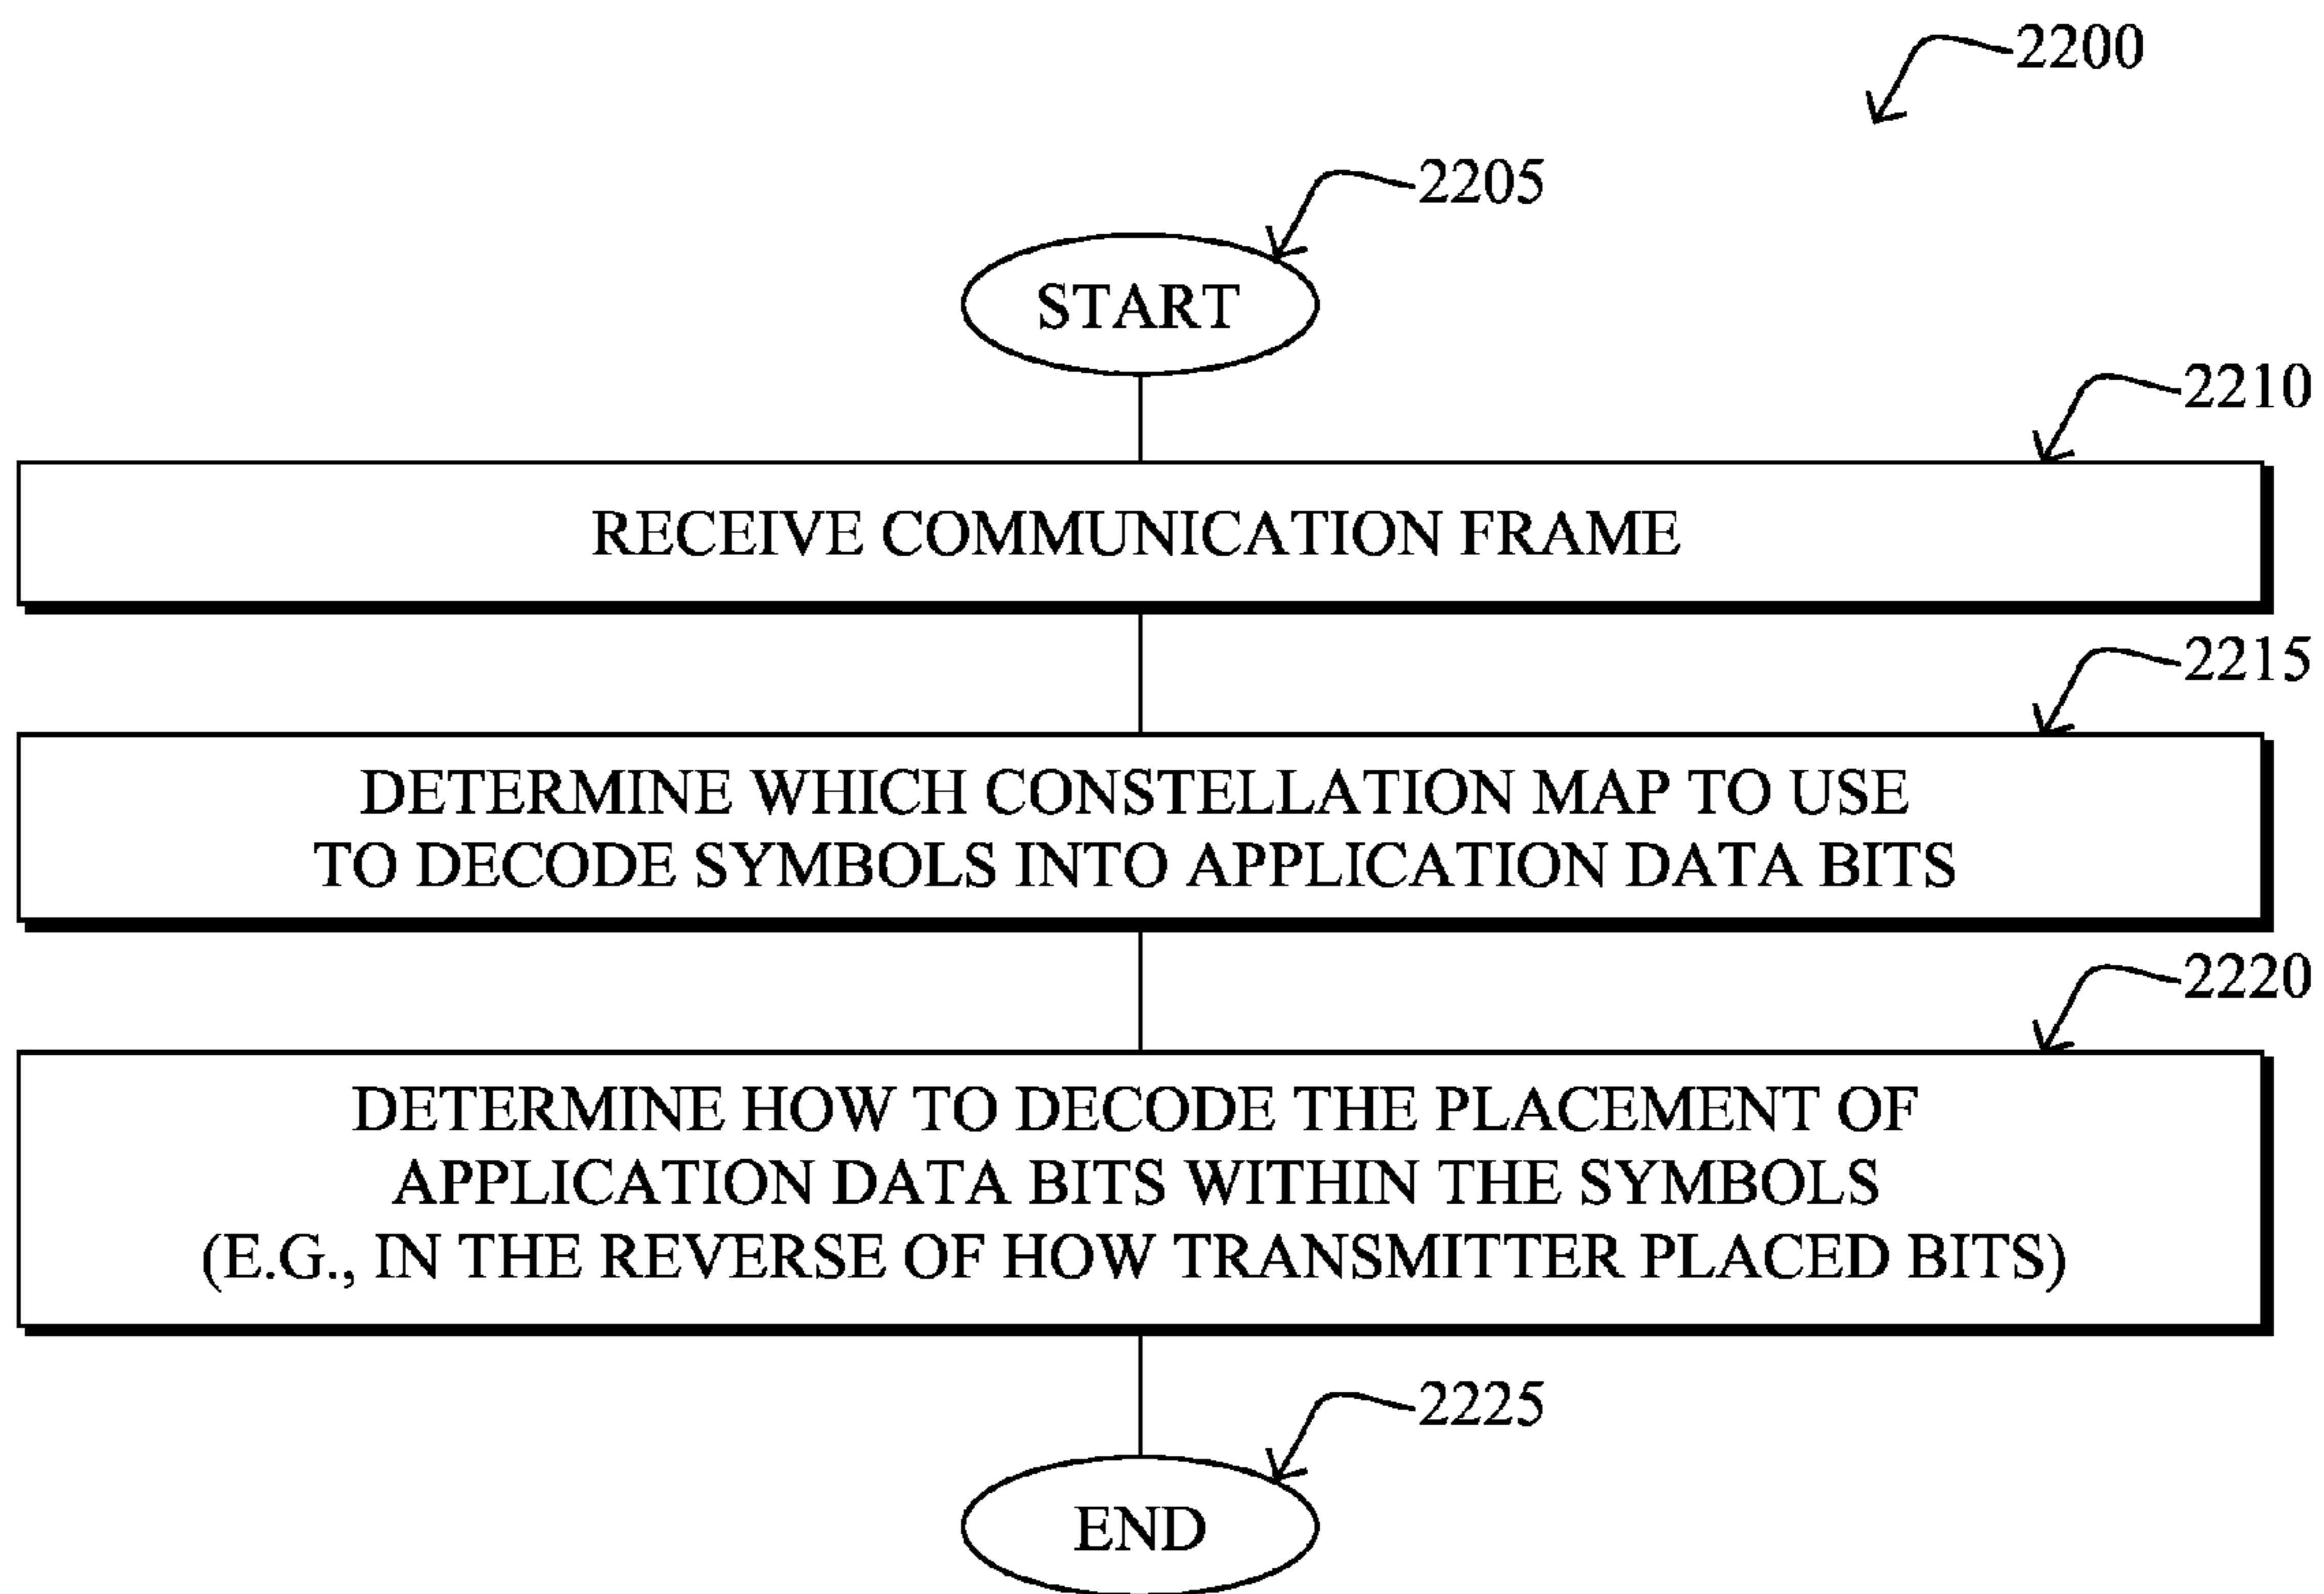 2200
2205
START
2210
RECEIVE COMMUNICATION FRAME
2215
DETERMINE WHICH CONSTELLATION MAP TO USE
TO DECODE SYMBOLS INTO APPLICATION DATA BITS
2220
DETERMINE HOW TO DECODE THE PLACEMENT OF
APPLICATION DATA BITS WITHIN THE SYMBOLS
(E.G., IN THE REVERSE OF HOW TRANSMITTER PLACED BITS)
2225
END